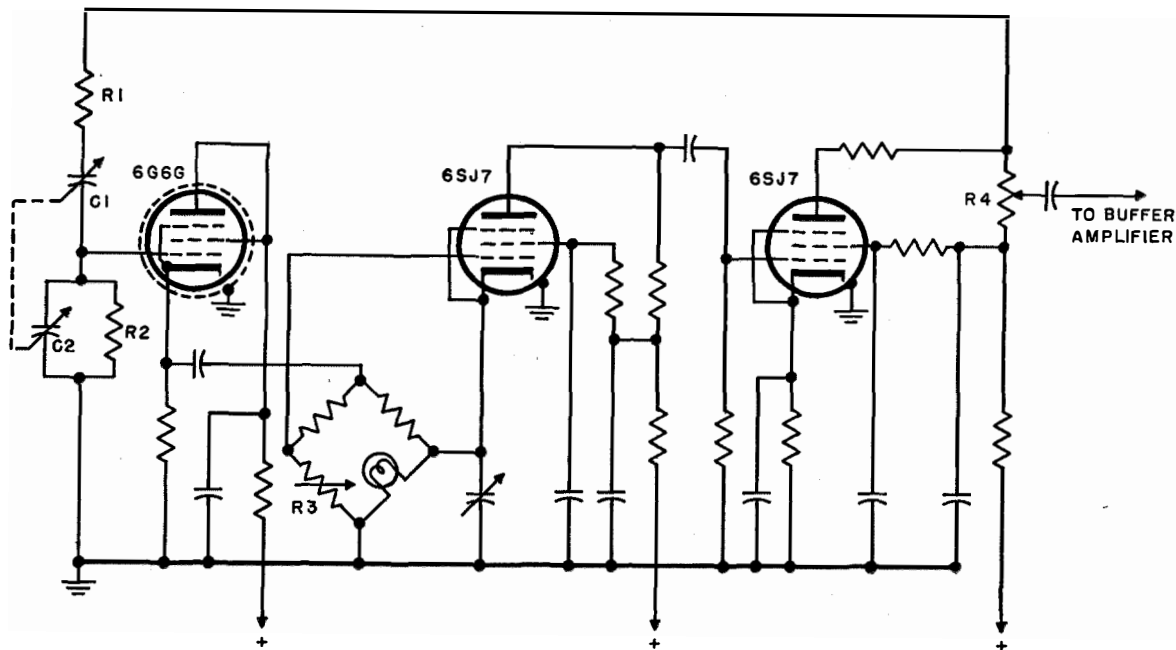 R1
C1
6G6G
6SJ7
6SJ7
R4
TO BUFFER
AMPLIFIER
C2
R2
R3
+
+
+